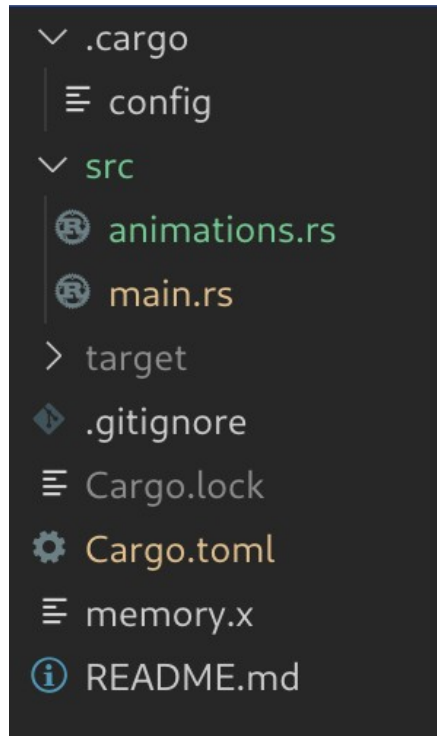 .cargo
config
src
animations.rs
main.rs
target
.gitignore
Cargo.lock
Cargo.toml
memory.x
README.md